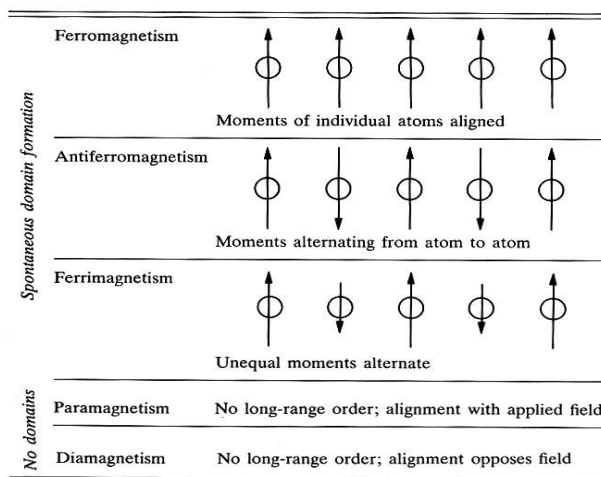 Spontaneous domain formation
Ferromagnetism
Moments of individual atoms aligned
Antiferromagnetism
Moments alternating from atom to atom
Ferrimagnetism
Unequal moments alternate
No domains
Paramagnetism No long-range order; alignment with applied field
Diamagnetism No long-range order; alignment opposes field